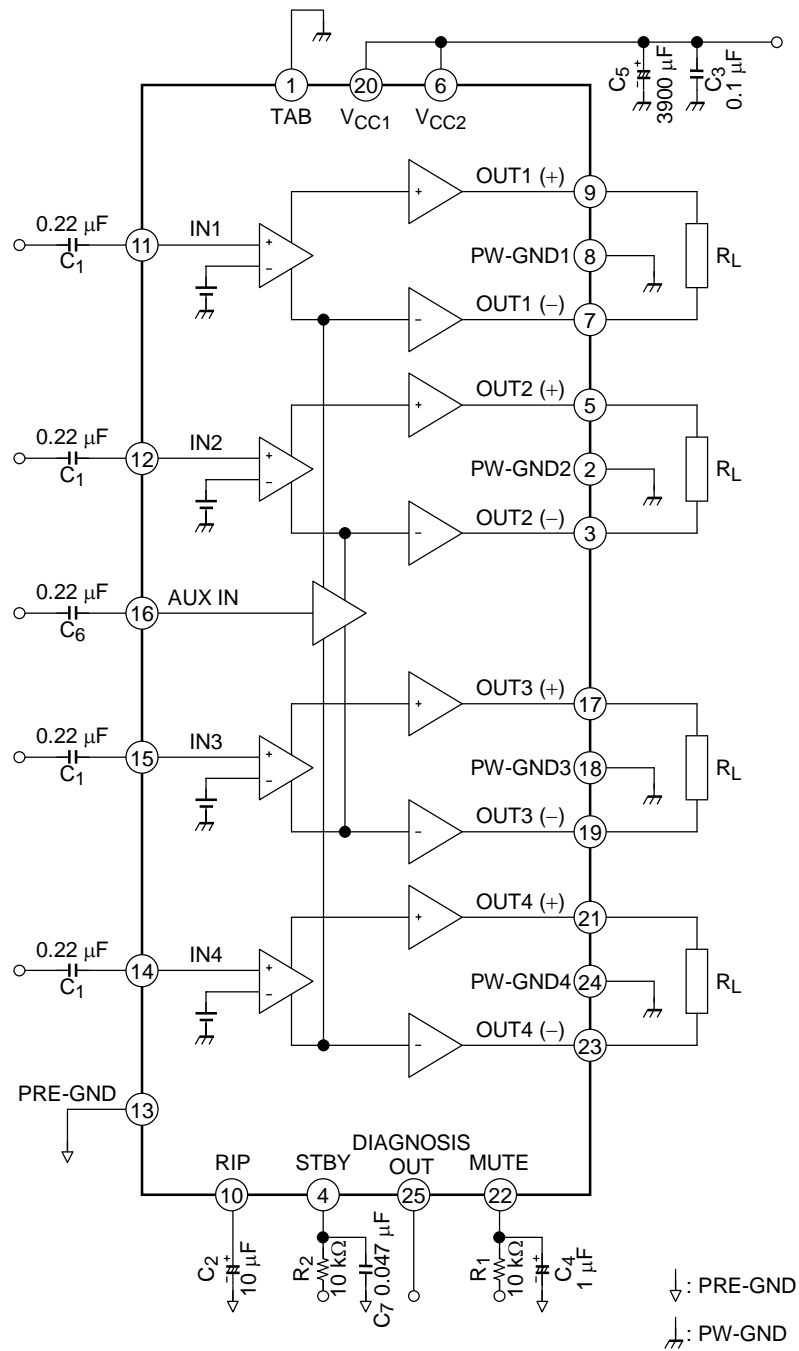 1
TAB
20
VCC1
6
VCC2
C5
3900 μF
C3
0.1 μF
0.22 μF
C1
11
IN1
+
−
+
OUT1 (+)
9
PW-GND1
8
RL
−
OUT1 (−)
7
0.22 μF
C1
12
IN2
+
−
+
OUT2 (+)
5
PW-GND2
2
RL
−
OUT2 (−)
3
0.22 μF
C6
16
AUX IN
0.22 μF
C1
15
IN3
+
−
+
OUT3 (+)
17
PW-GND3
18
RL
−
OUT3 (−)
19
0.22 μF
C1
14
IN4
+
−
+
OUT4 (+)
21
PW-GND4
24
RL
−
OUT4 (−)
23
PRE-GND
13
RIP
10
STBY
4
DIAGNOSIS
OUT
25
MUTE
22
C2
10 μF
R2
10 kΩ
C7 0.047 μF
R1
10 kΩ
C4
1 μF
: PRE-GND
: PW-GND